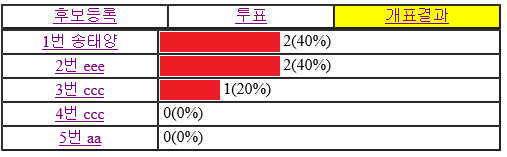 후보등록 투표 개표결과
1번 송태양 2(40%)
2번 eee 2(40%)
3번 ccc 1(20%)
4번 ccc 0(0%)
5번 aa 0(0%)